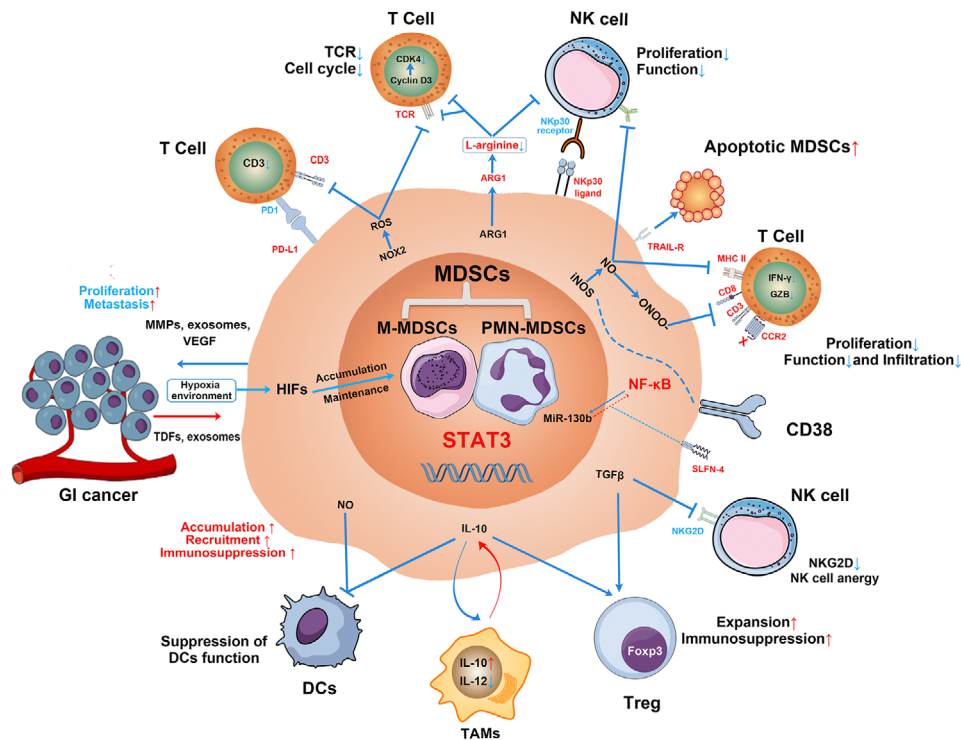 T Cell
NK cell
TCR↓
Cell cycle↓
CDK4↓
Cyclin D3
TCR
Proliferation↓
Function↓
NKp30
receptor
L-arginine↓
ARG1
ARG1
NKp30
ligand
T Cell
CD3↓
CD3
PD1
PD-L1
ROS
NOX2
Apoptotic MDSCs↑
TRAIL-R
T Cell
MHC II
IFN-γ↓
GZB↓
CD8
CD3
CCR2
NO
iNOS
ONOO-
Proliferation↓
Function↓and Infiltration↓
MDSCs
M-MDSCs
PMN-MDSCs
Proliferation↑
Metastasis↑
MMPs, exosomes,
VEGF
Hypoxia
environment
HIFs
Accumulation
Maintenance
TDFs, exosomes
GI cancer
NF-κB
MiR-130b
STAT3
CD38
SLFN-4
TGFβ
NK cell
NKG2D
NKG2D↓
NK cell anergy
NO
IL-10
Accumulation ↑
Recruitment ↑
Immunosuppression ↑
Suppression of
DCs function
DCs
IL-10↑
IL-12↓
TAMs
Foxp3
Treg
Expansion↑
Immunosuppression↑